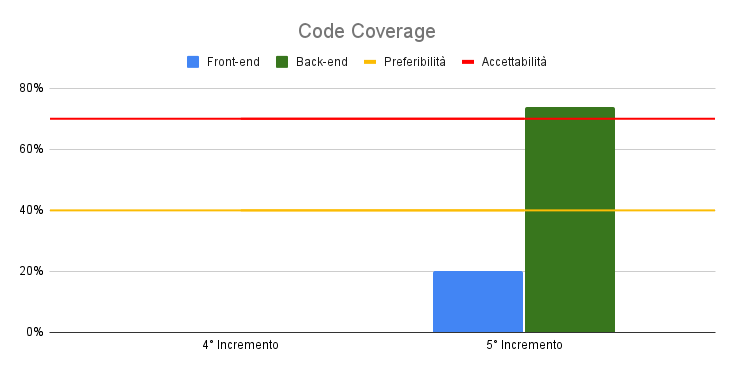 Code Coverage
Front-end Back-end Preferibilità Accettabilità
80%
60%
40%
20%
0%
4° Incremento 5° Incremento